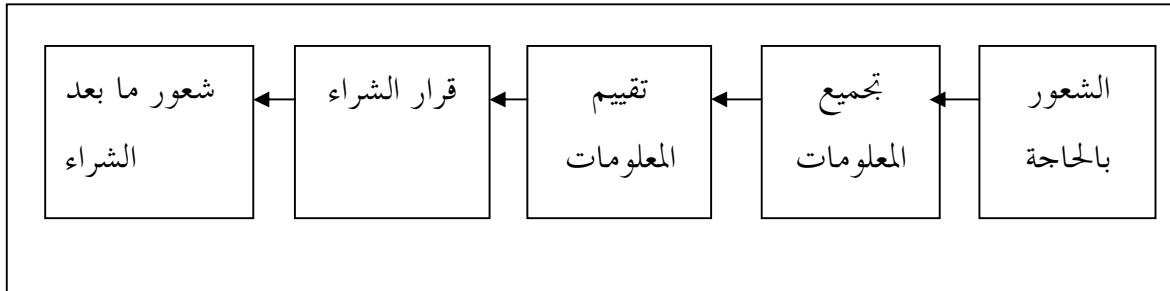 الشعور
بالحاجة
تجميع
المعلومات
تقييم
المعلومات
قرار الشراء
شعور ما بعد
الشراء